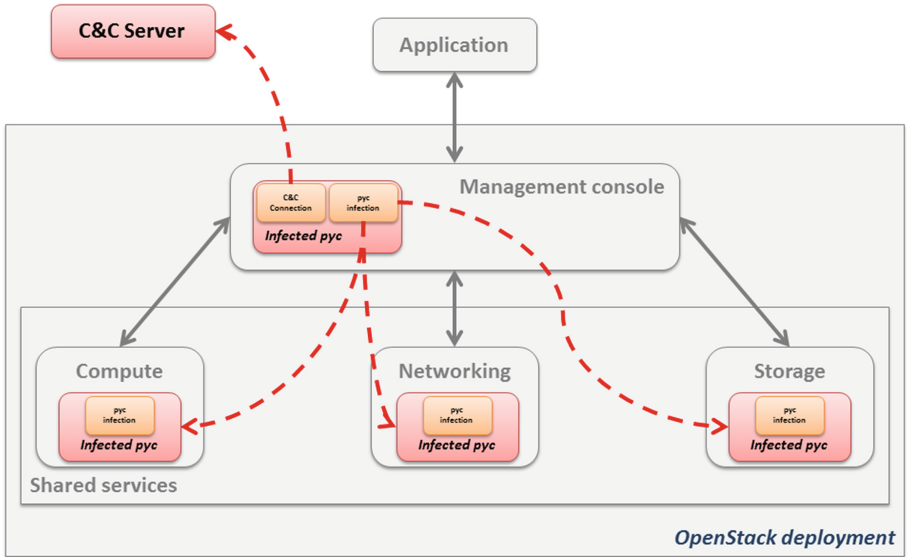 C&C Server
Application
Management console
C&C
Connection
pyc
infection
Infected pyc
Compute
pyc
infection
Infected pyc
Networking
pyc
infection
Infected pyc
Storage
pyc
infection
Infected pyc
Shared services
OpenStack deployment